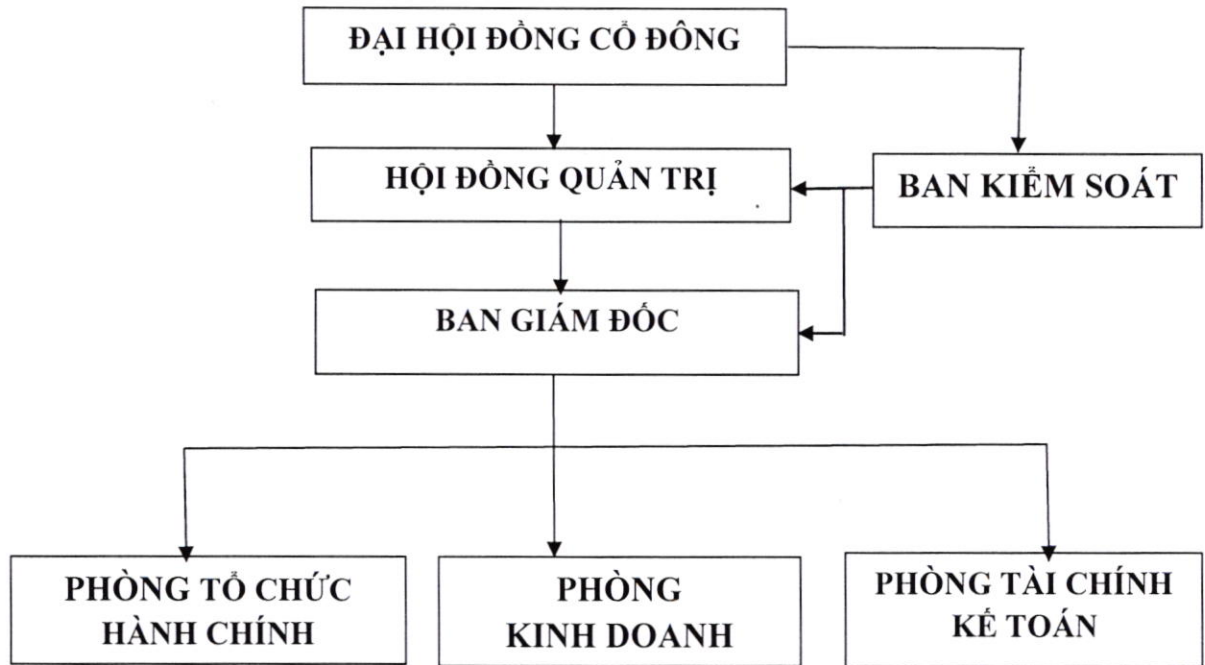 ĐẠI HỘI ĐỒNG CỔ ĐÔNG
HỘI ĐỒNG QUẢN TRỊ
BAN KIỂM SOÁT
BAN GIÁM ĐỐC
PHÒNG TỔ CHỨC
HÀNH CHÍNH
PHÒNG
KINH DOANH
PHÒNG TÀI CHÍNH
KẾ TOÁN